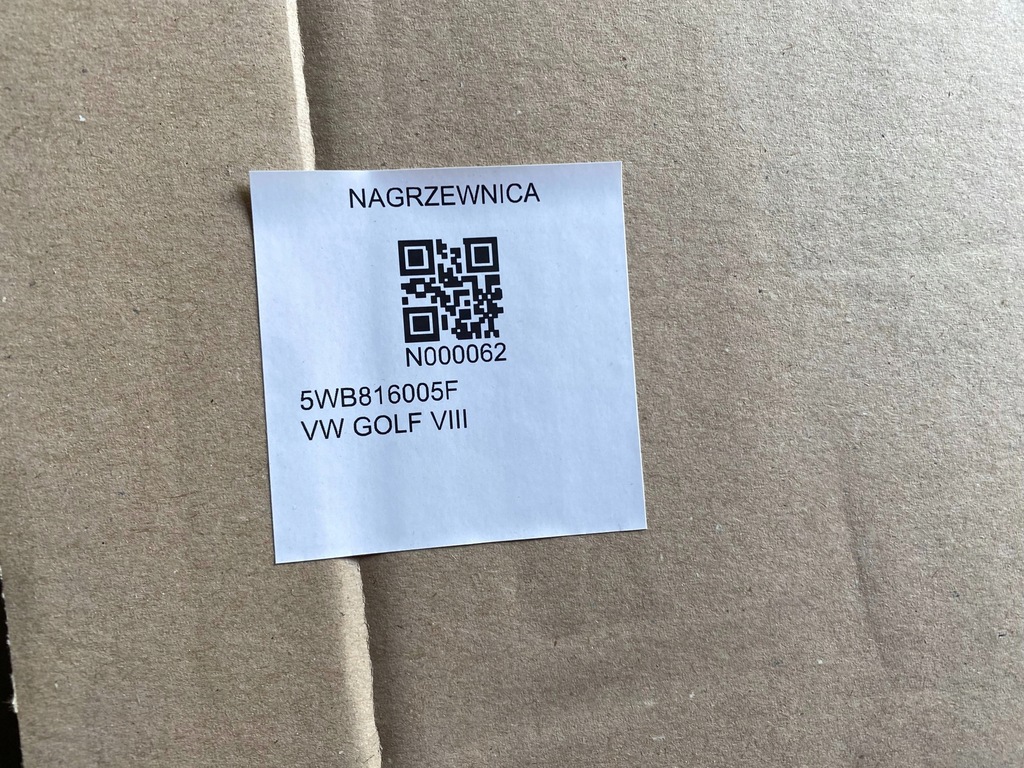 NAGRZEWNICA
N000062
5WB816005F
VW GOLF VIII